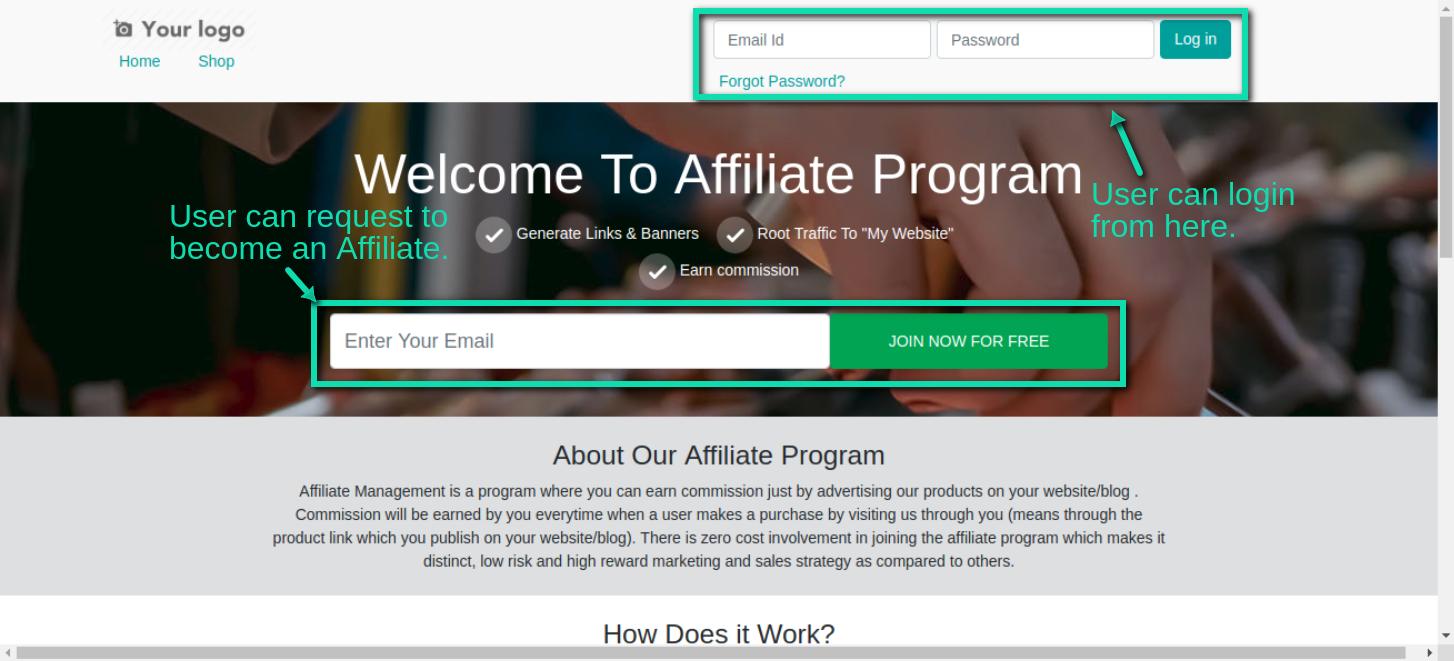 Your logo
Home Shop
Email Id Password Log in
Forgot Password?
Welcome To Affiliate Program
User can login
from here.
User can request to
become an Affiliate.
Generate Links & Banners Root Traffic To "My Website"
Earn commission
Enter Your Email JOIN NOW FOR FREE
About Our Affiliate Program
Affiliate Management is a program where you can earn commission just by advertising our products on your website/blog .
Commission will be earned by you everytime when a user makes a purchase by visiting us through you (means through the
product link which you publish on your website/blog). There is zero cost involvement in joining the affiliate program which makes it
distinct, low risk and high reward marketing and sales strategy as compared to others.
How Does it Work?